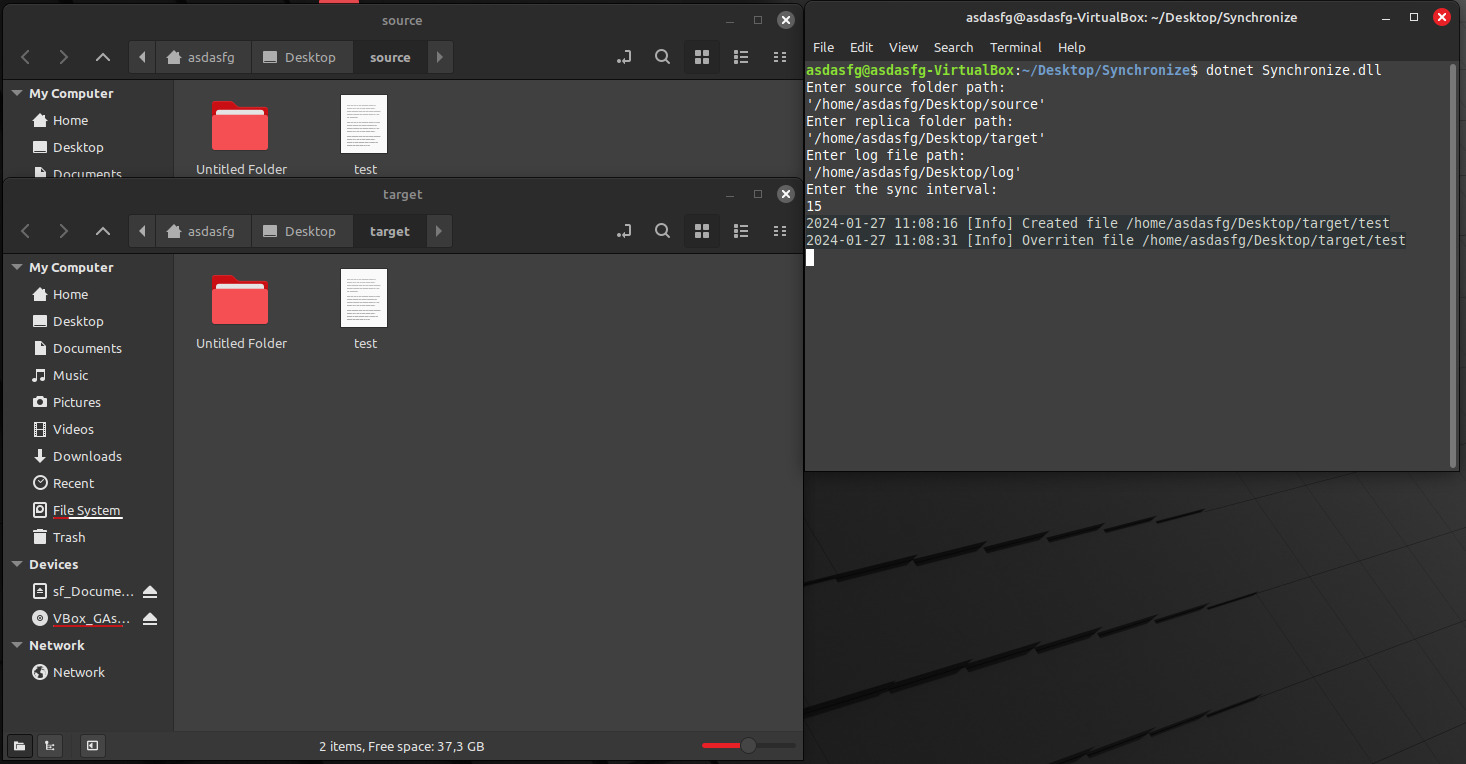 source
asdasfg
Desktop
source
My Computer
Home
Desktop
Documents
Untitled Folder
test
target
asdasfg
Desktop
target
My Computer
Home
Desktop
Documents
Music
Pictures
Videos
Downloads
Recent
File System
Trash
Devices
sf_Docume...
VBox_GAs...
Network
Network
Untitled Folder
test
2 items, Free space: 37,3 GB
asdasfg@asdasfg-VirtualBox: ~/Desktop/Synchronize
File Edit View Search Terminal Help
asdasfg@asdasfg-VirtualBox:~/Desktop/Synchronize$ dotnet Synchronize.dll
Enter source folder path:
'/home/asdasfg/Desktop/source'
Enter replica folder path:
'/home/asdasfg/Desktop/target'
Enter log file path:
'/home/asdasfg/Desktop/log'
Enter the sync interval:
15
2024-01-27 11:08:16 [Info] Created file /home/asdasfg/Desktop/target/test
2024-01-27 11:08:31 [Info] Overriten file /home/asdasfg/Desktop/target/test